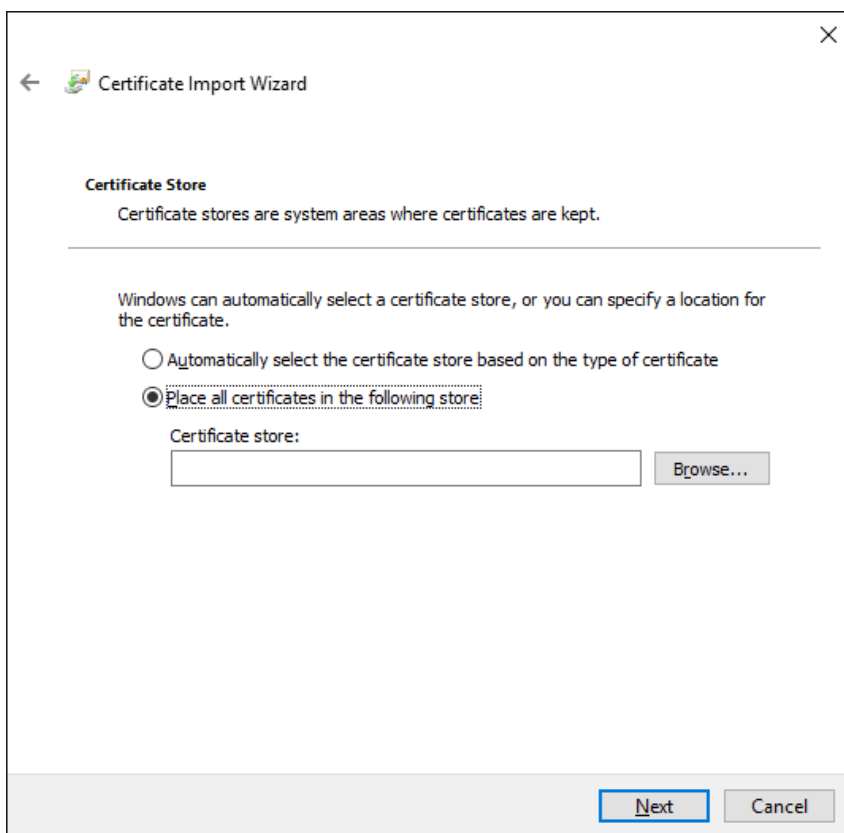 Certificate Import Wizard
Certificate Store
Certificate stores are system areas where certificates are kept.
Windows can automatically select a certificate store, or you can specify a location for
the certificate.
Automatically select the certificate store based on the type of certificate
Place all certificates in the following store
Certificate store:
Browse...
Next
Cancel